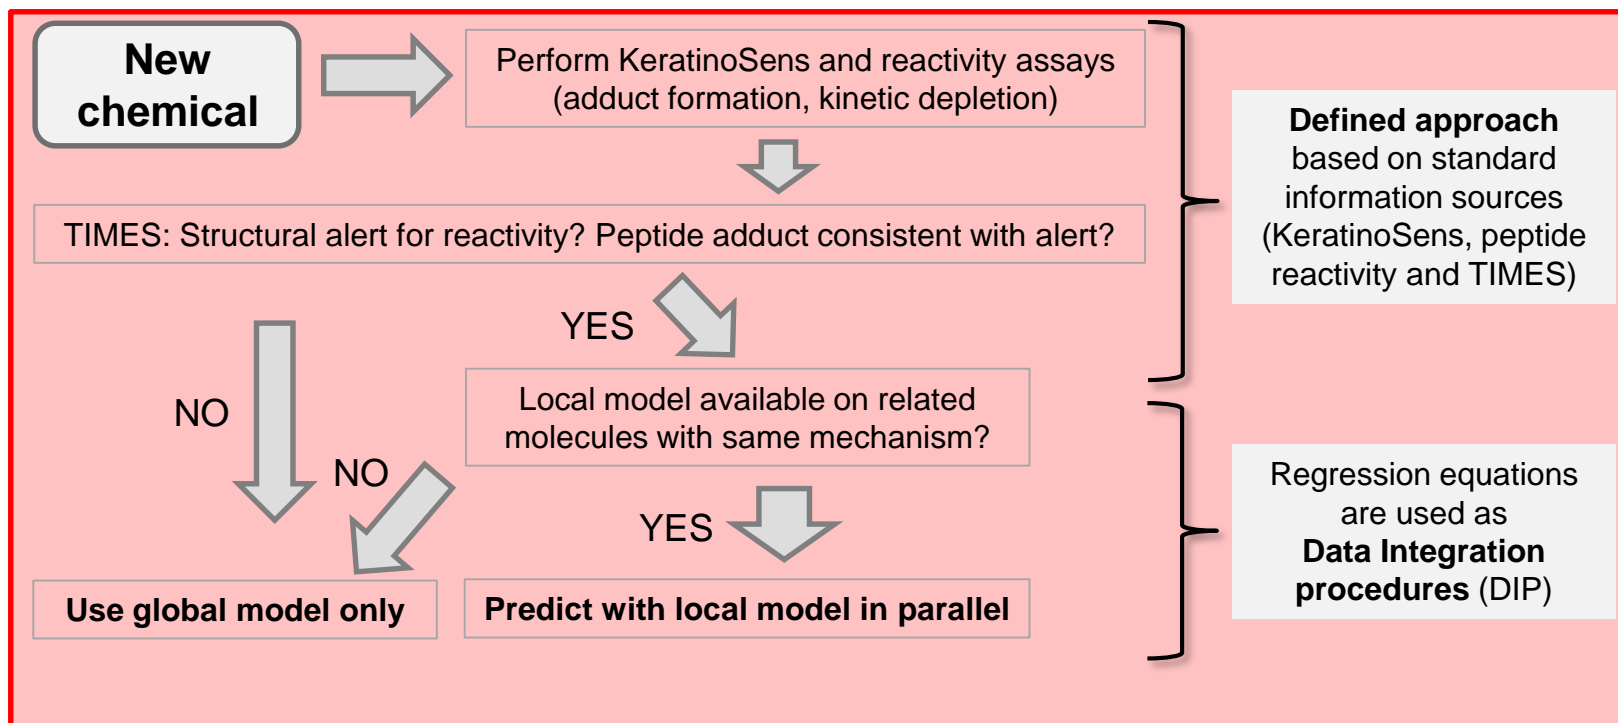 New
chemical
Perform KeratinoSens and reactivity assays
(adduct formation, kinetic depletion)
TIMES: Structural alert for reactivity? Peptide adduct consistent with alert?
YES
NO
Local model available on related
molecules with same mechanism?
NO
YES
Use global model only
Predict with local model in parallel
Defined approach
based on standard
information sources
(KeratinoSens, peptide
reactivity and TIMES)
Regression equations
are used as
Data Integration
procedures (DIP)